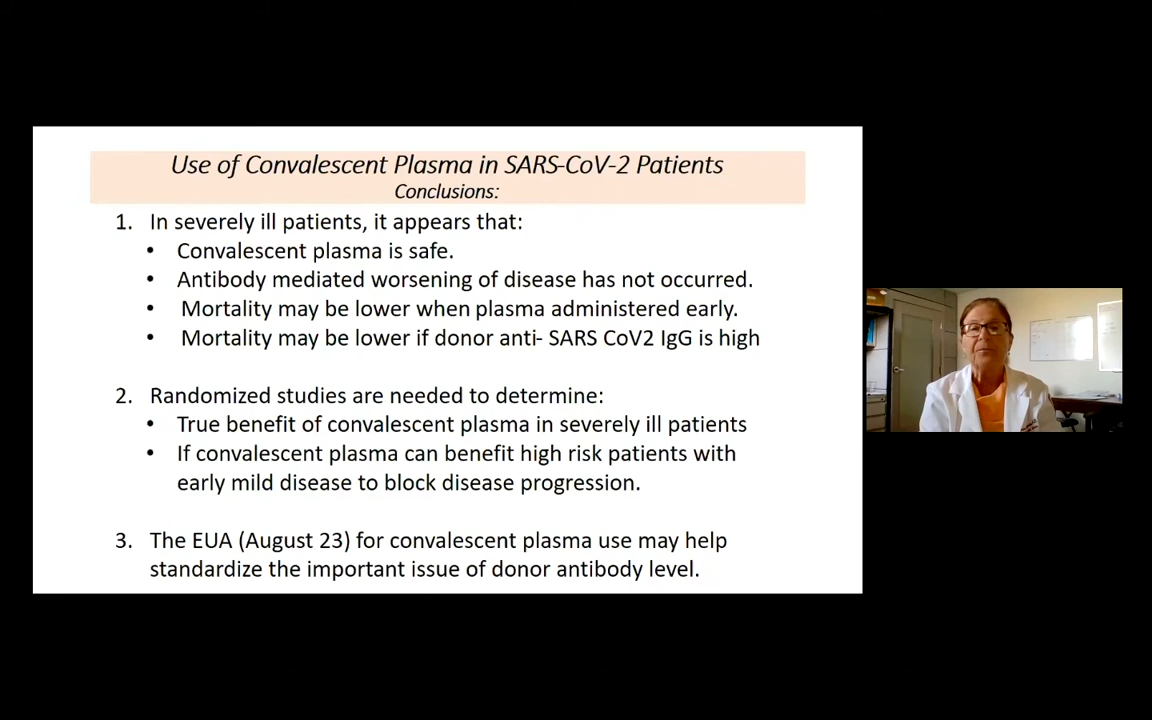 Use of Convalescent Plasma in SARS-CoV-2 Patients
Conclusions:
1. In severely ill patients, it appears that:
• Convalescent plasma is safe.
• Antibody mediated worsening of disease has not occurred.
• Mortality may be lower when plasma administered early.
• Mortality may be lower if donor anti- SARS CoV2 IgG is high
2. Randomized studies are needed to determine:
• True benefit of convalescent plasma in severely ill patients
• If convalescent plasma can benefit high risk patients with
early mild disease to block disease progression.
3. The EUA (August 23) for convalescent plasma use may help
standardize the important issue of donor antibody level.